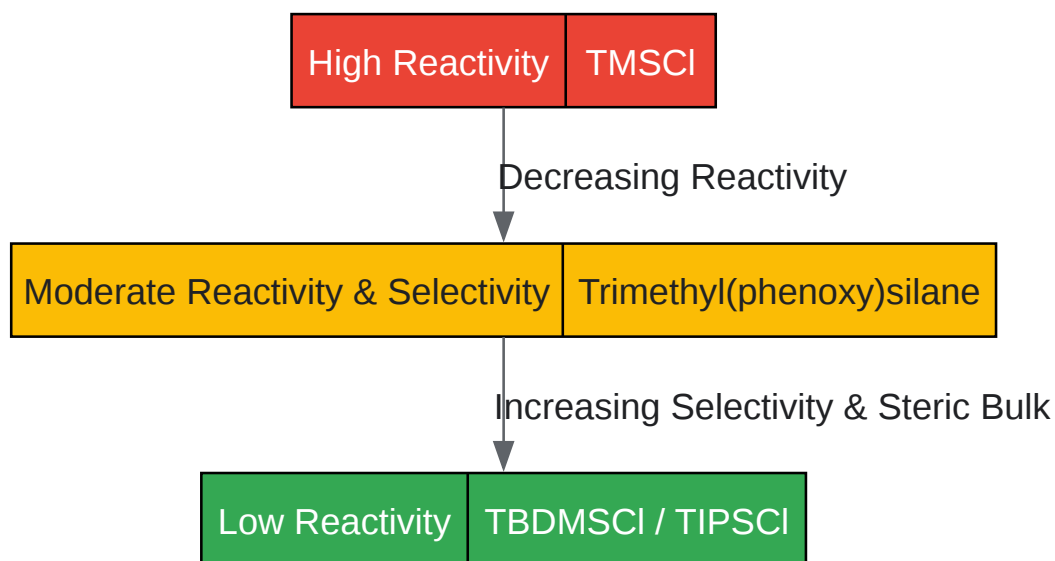 High Reactivity TMSCl
Decreasing Reactivity
Moderate Reactivity & Selectivity Trimethyl(phenoxy)silane
Increasing Selectivity & Steric Bulk
Low Reactivity TBDMSCl / TIPSCl